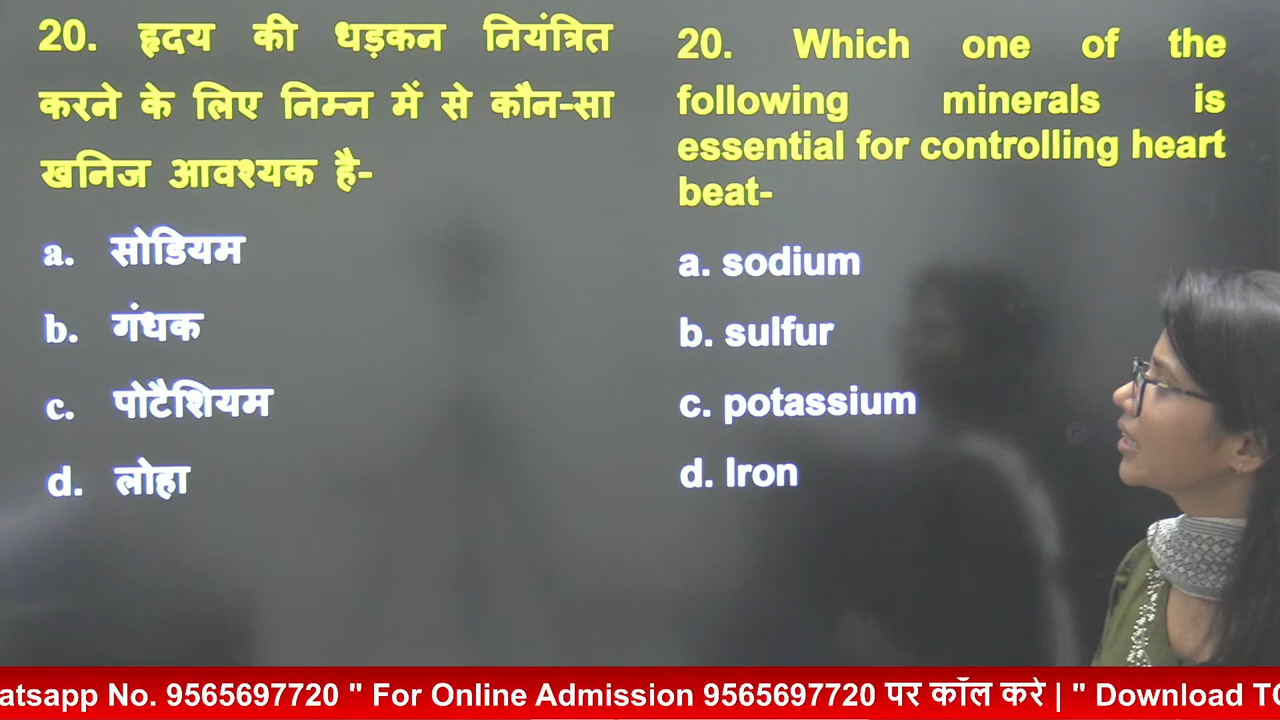 20. हृदय की धड़कन नियंत्रित
करने के लिए निम्न में से कौन-सा
खनिज आवश्यक है-
a. सोडियम
b. गंधक
c. पोटैशियम
d. लोहा
20. Which one of the
following minerals is
essential for controlling heart
beat-
a. sodium
b. sulfur
c. potassium
d. Iron
atsapp No. 9565697720 " For Online Admission 9565697720 पर कॉल करे | " Download TC